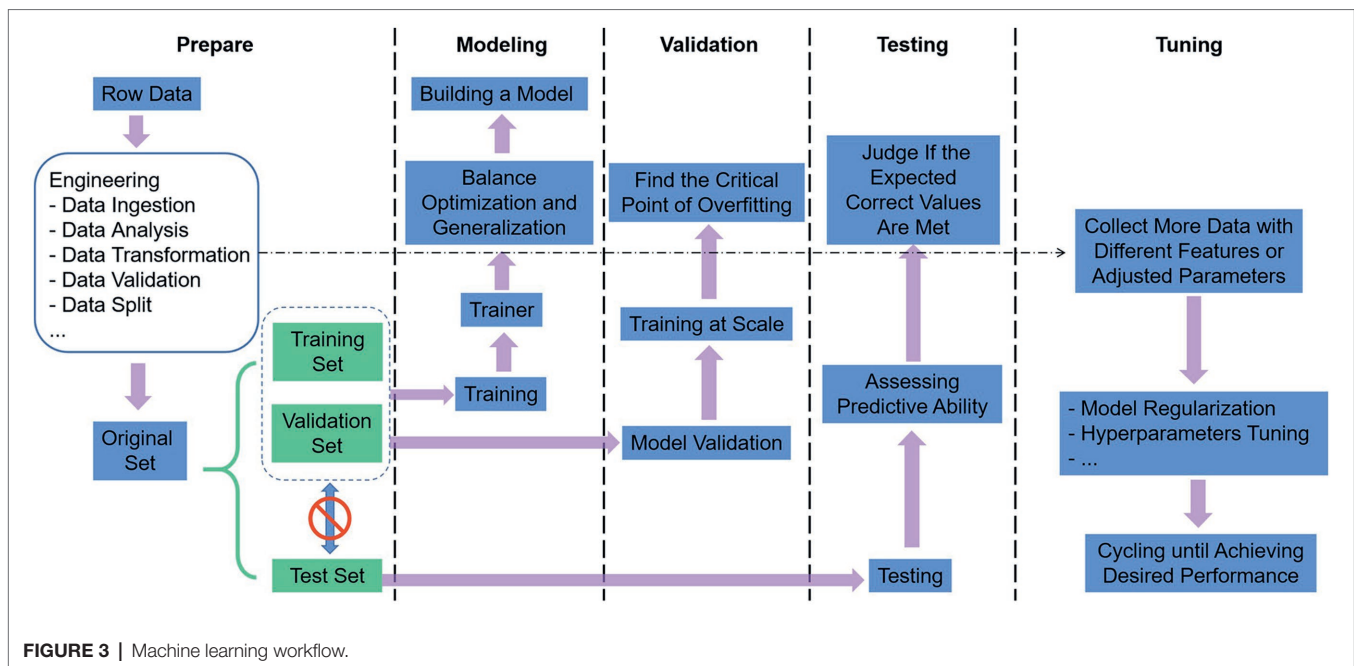 Prepare
Row Data
Engineering
- Data Ingestion
- Data Analysis
- Data Transformation
- Data Validation
- Data Split
...
Original
Set
Training
Set
Validation
Set
Test Set
Modeling
Building a Model
Balance
Optimization and
Generalization
Trainer
Training
Validation
Find the Critical
Point of Overfitting
Training at Scale
Model Validation
Testing
Judge If the
Expected
Correct Values
Are Met
Assessing
Predictive Ability
Testing
Tuning
Collect More Data with
Different Features or
Adjusted Parameters
- Model Regularization
- Hyperparameters Tuning
- ...
Cycling until Achieving
Desired Performance
FIGURE 3 | Machine learning workflow.